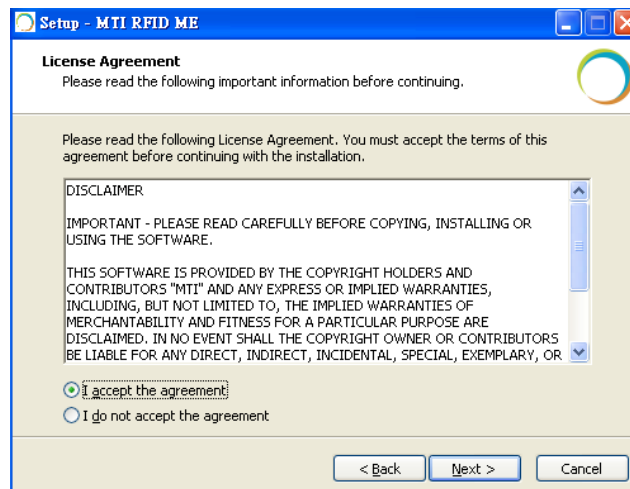 Setup - MTI RFID ME
License Agreement
Please read the following important information before continuing.
Please read the following License Agreement. You must accept the terms of this
agreement before continuing with the installation.
DISCLAIMER
IMPORTANT - PLEASE READ CAREFULLY BEFORE COPYING, INSTALLING OR
USING THE SOFTWARE.
THIS SOFTWARE IS PROVIDED BY THE COPYRIGHT HOLDERS AND
CONTRIBUTORS "MTI" AND ANY EXPRESS OR IMPLIED WARRANTIES,
INCLUDING, BUT NOT LIMITED TO, THE IMPLIED WARRANTIES OF
MERCHANTABILITY AND FITNESS FOR A PARTICULAR PURPOSE ARE
DISCLAIMED. IN NO EVENT SHALL THE COPYRIGHT OWNER OR CONTRIBUTORS
BE LIABLE FOR ANY DIRECT, INDIRECT, INCIDENTAL, SPECIAL, EXEMPLARY, OR
I accept the agreement
I do not accept the agreement
< Back Next > Cancel